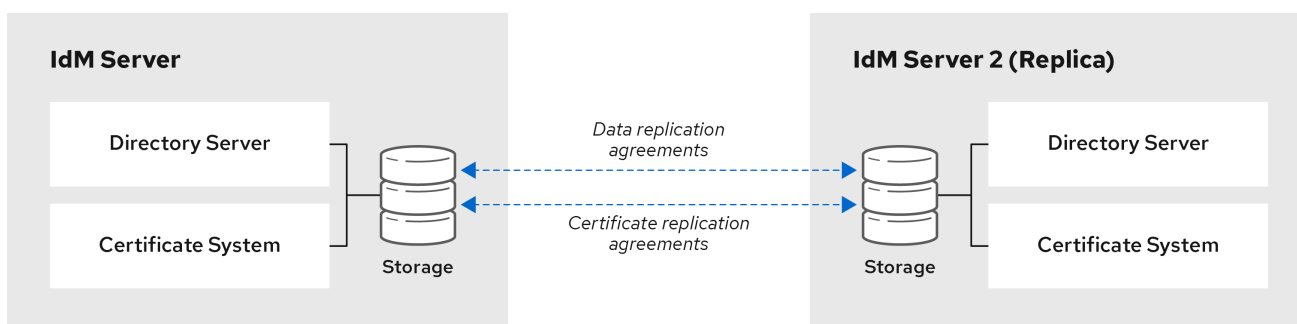 IdM Server
Directory Server
Certificate System
Storage
Data replication
agreements
Certificate replication
agreements
IdM Server 2 (Replica)
Storage
Directory Server
Certificate System